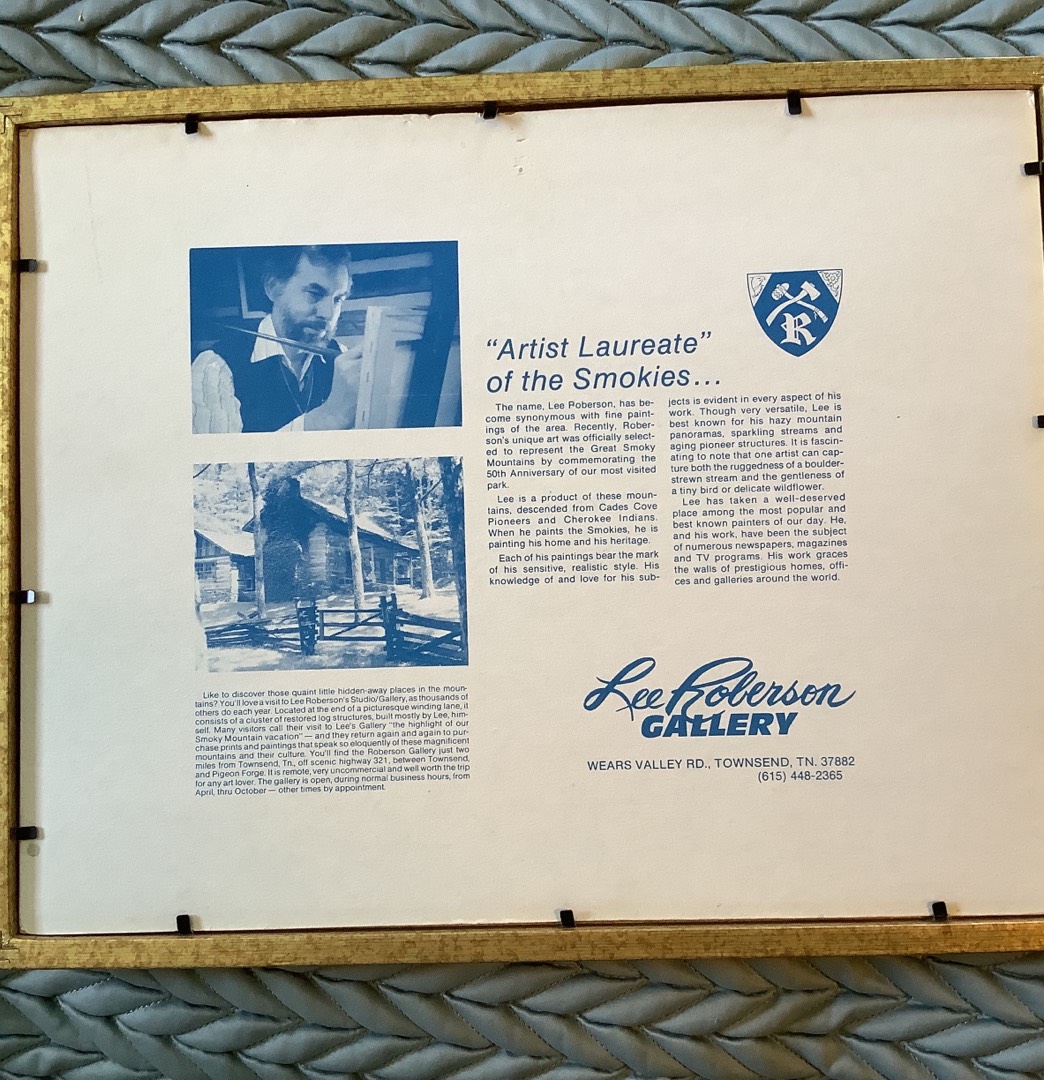 R
“Artist Laureate”
of the Smokies...
The name, Lee Roberson, has be-
come synonymous with fine paint-
ings of the area. Recently, Rober-
son's unique art was officially select-
ed to represent the Great Smoky
Mountains by commemorating the
50th Anniversary of our most visited
park.
Lee is a product of these moun-
tains, descended from Cades Cove
Pioneers and Cherokee Indians.
When he paints the Smokies, he is
painting his home and his heritage.
Each of his paintings bear the mark
of his sensitive, realistic style. His
knowledge of and love for his sub-
jects is evident in every aspect of his
work. Though very versatile, Lee is
best known for his hazy mountain
panoramas, sparkling streams and
aging pioneer structures. It is fascin-
ating to note that one artist can cap-
ture both the ruggedness of a boulder-
strewn stream and the gentleness of
a tiny bird or delicate wildflower.
Lee has taken a well-deserved
place among the most popular and
best known painters of our day. He,
and his work, have been the subject
of numerous newspapers, magazines
and TV programs. His work graces
the walls of prestigious homes, offi-
ces and galleries around the world.
Like to discover those quaint little hidden-away places in the moun-
tains? You'll love a visit to Lee Roberson's Studio/Gallery, as thousands of
others do each year. Located at the end of a picturesque winding lane, it
consists of a cluster of restored log structures, built mostly by Lee, him-
self. Many visitors call their visit to Lee's Gallery "the highlight of our
Smoky Mountain vacation" — and they return again and again to pur-
chase prints and paintings that speak so eloquently of these magnificent
mountains and their culture. You'll find the Roberson Gallery just two
miles from Townsend, Tn., off scenic highway 321, between Townsend,
and Pigeon Forge. It is remote, very uncommercial and well worth the trip
for any art lover. The gallery is open, during normal business hours, from
April, thru October — other times by appointment.
Lee Roberson
GALLERY
WEARS VALLEY RD., TOWNSEND, TN. 37882
(615) 448-2365